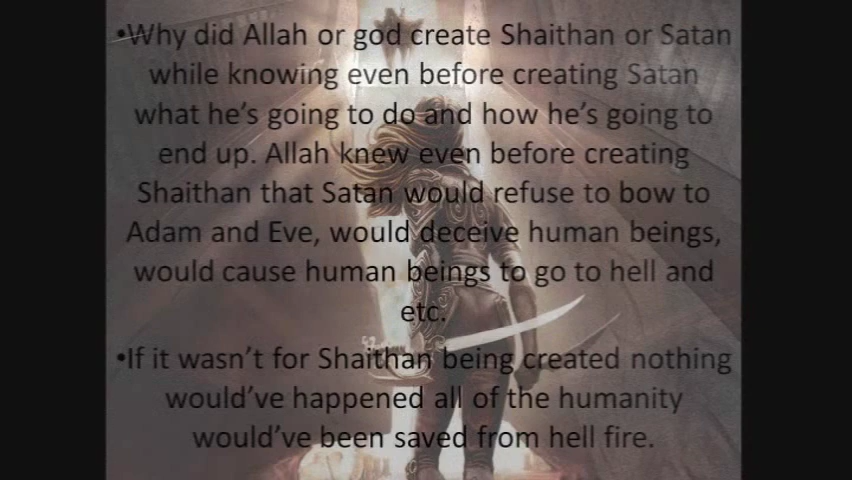 •Why did Allah or god create Shaithan or Satan
while knowing even before creating Satan
what he's going to do and how he's going to
end up. Allah knew even before creating
Shaithan that Satan would refuse to bow to
Adam and Eve, would deceive human beings,
would cause human beings to go to hell and
etc.
•If it wasn't for Shaithan being created nothing
would've happened all of the humanity
would've been saved from hell fire.